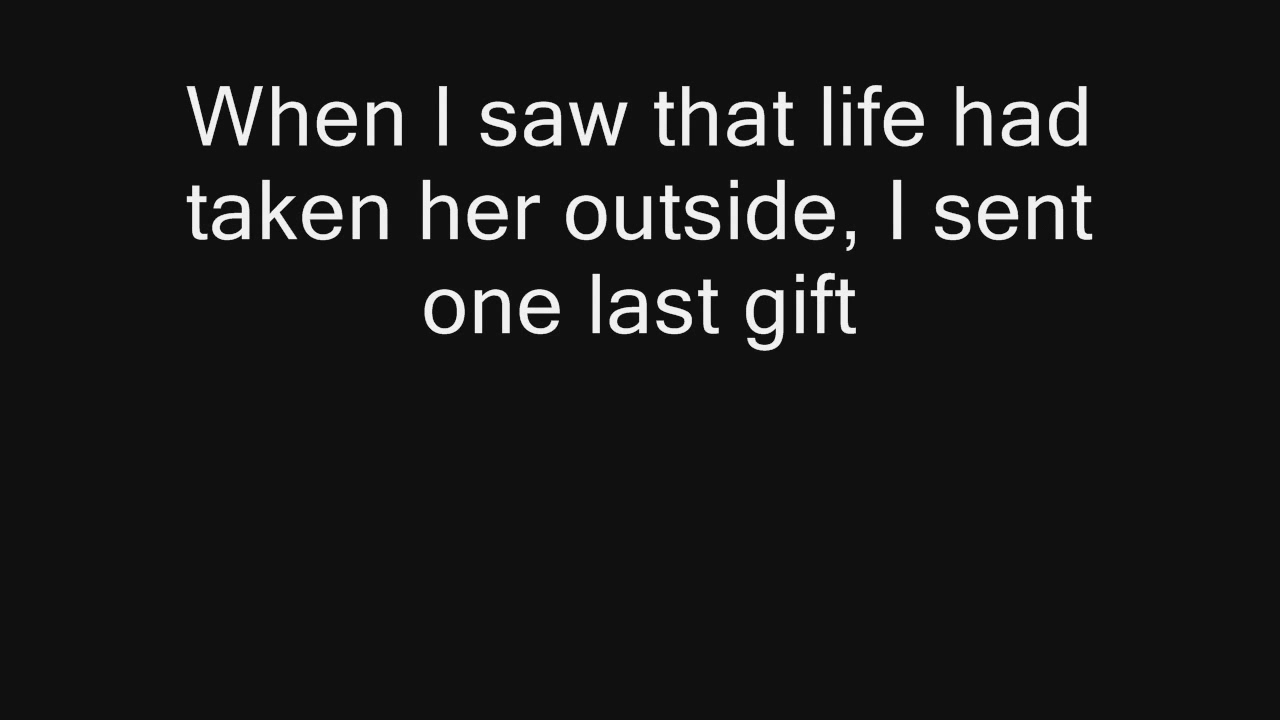 When I saw that life had
taken her outside, I sent
one last gift